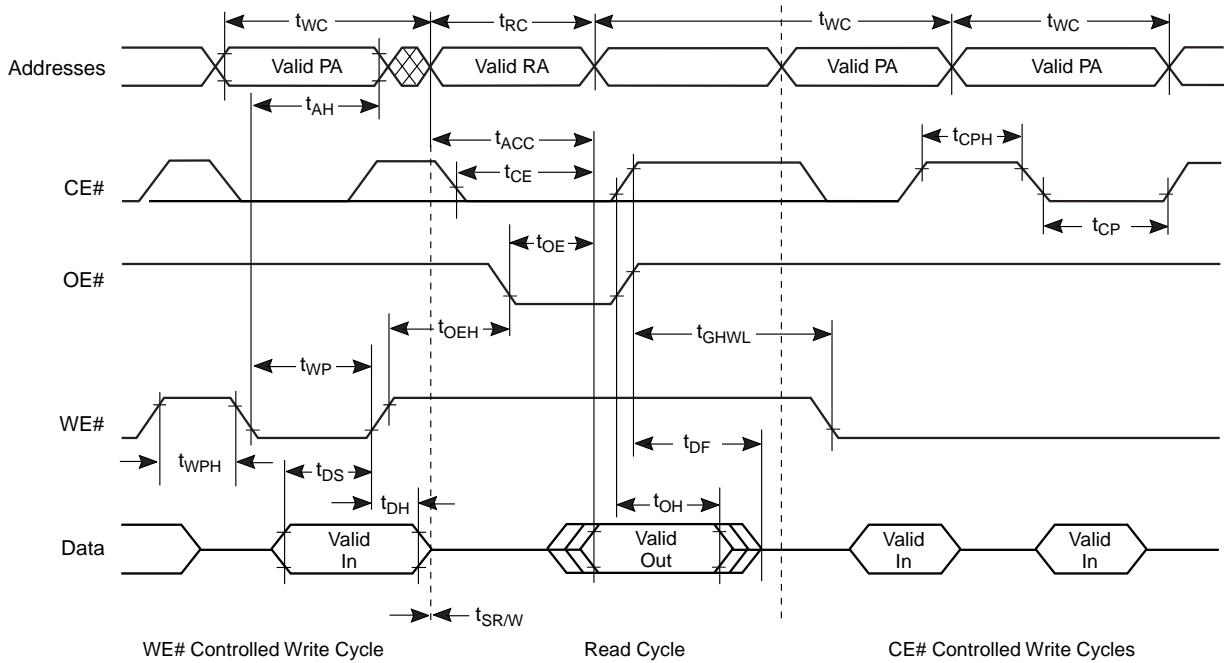 tWC tRC tWC tWC
Addresses Valid PA Valid RA Valid PA Valid PA
tAH
tACC tCPH
CE# tCE
tCP
tOE
OE#
tOEH tGHWL
tWP
WE#
tWPH tDS tDF
tDH tOH
Data Valid In Valid Out Valid In Valid In
tSR/W
WE# Controlled Write Cycle Read Cycle CE# Controlled Write Cycles